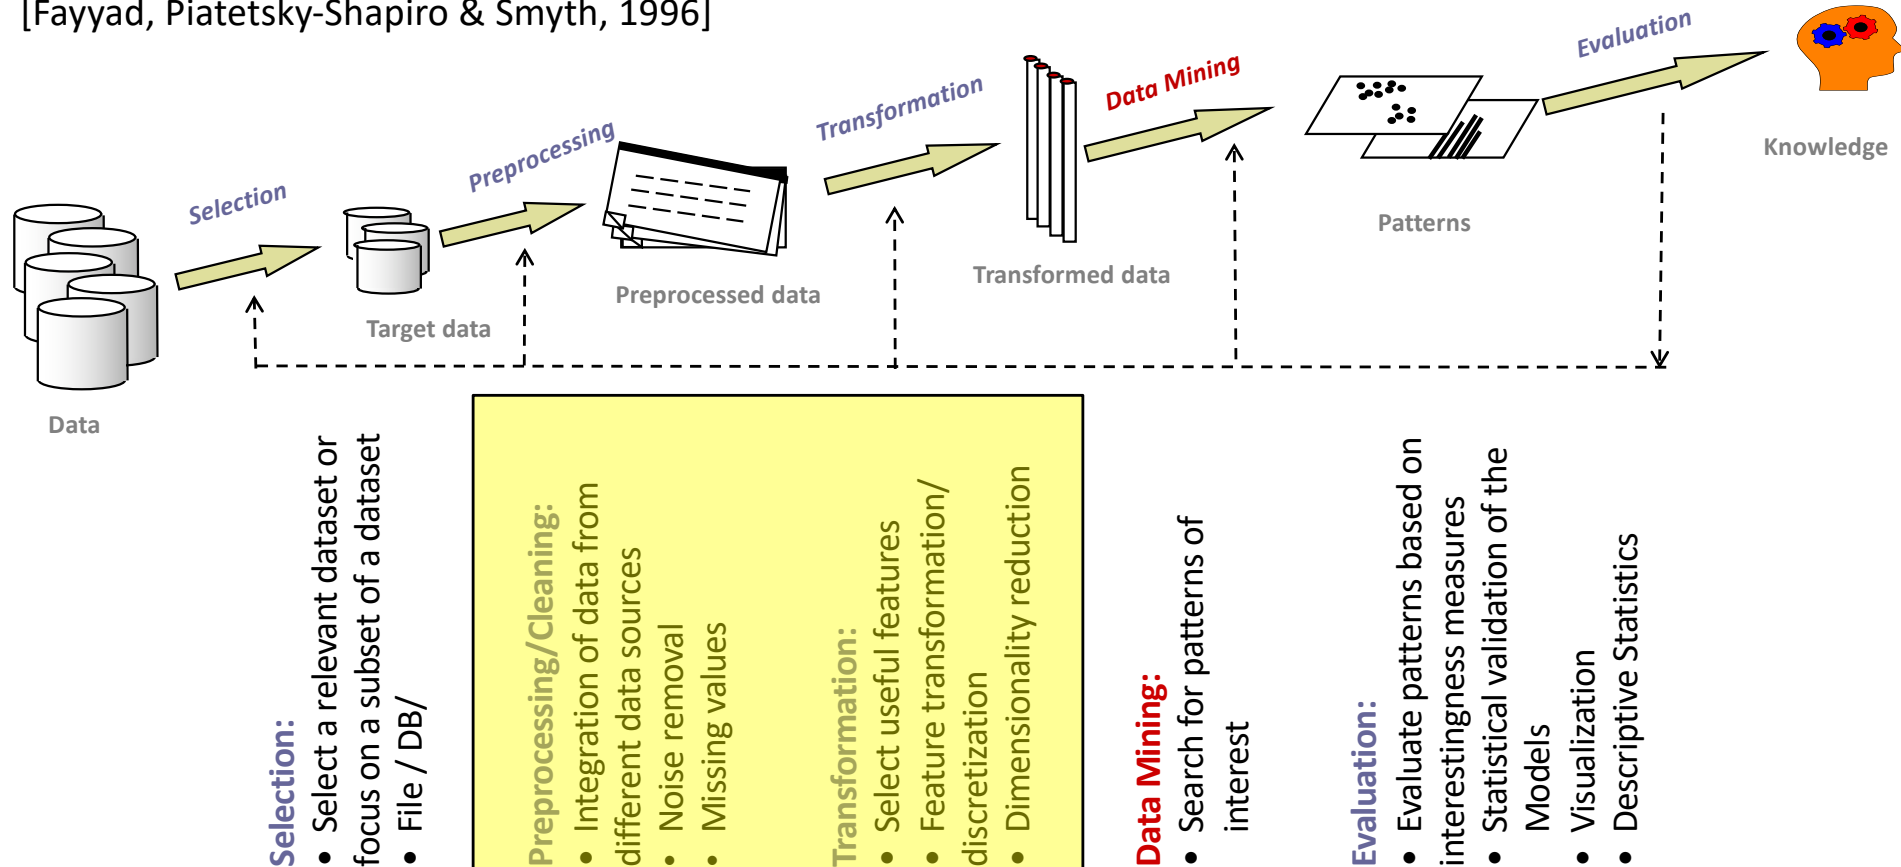 [Fayyad, Piatetsky-Shapiro & Smyth, 1996]
Selection
Preprocessing
Transformation
Data Mining
Evaluation
Data
Target data
Preprocessed data
Transformed data
Patterns
Knowledge
Selection:
• Select a relevant dataset or
focus on a subset of a dataset
• File / DB/
Preprocessing/Cleaning:
• Integration of data from
different data sources
• Noise removal
• Missing values
Transformation:
• Select useful features
• Feature transformation/
discretization
• Dimensionality reduction
Data Mining:
• Search for patterns of
interest
Evaluation:
• Evaluate patterns based on
interestingness measures
• Statistical validation of the
Models
• Visualization
• Descriptive Statistics